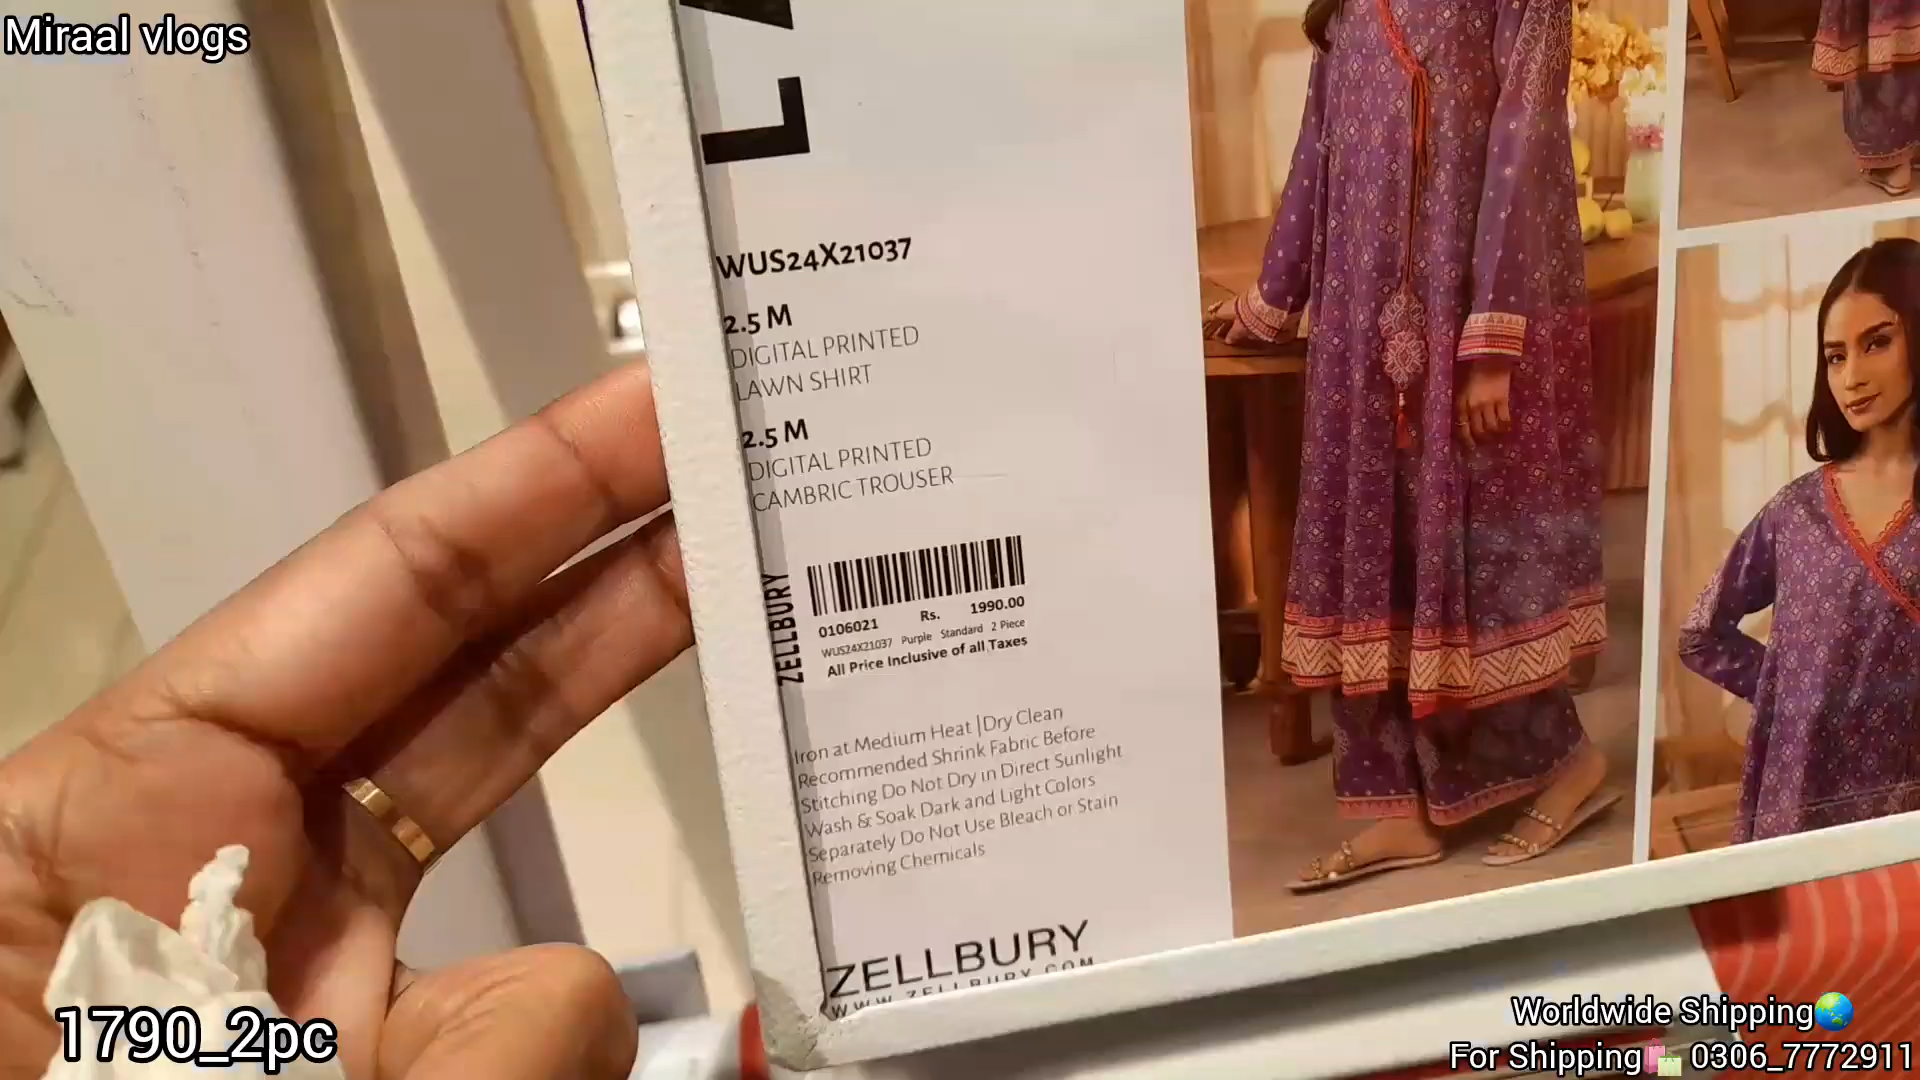 Miraal vlogs
WUS24X21037
2.5 M
DIGITAL PRINTED
LAWN SHIRT
2.5 M
DIGITAL PRINTED
CAMBRIC TROUSER
ZELLBURY
0106021 Rs. 1990.00
WUS24X21037 Purple Standard 2 Piece
All Price Inclusive of all Taxes
Iron at Medium Heat |Dry Clean
Recommended Shrink Fabric Before
Stitching Do Not Dry in Direct Sunlight
Wash & Soak Dark and Light Colors
Separately Do Not Use Bleach or Stain
Removing Chemicals
ZELLBURY
WWW.ZELLBURY.COM
1790_2pc
Worldwide Shipping🌏
For Shipping🛍️ 0306_7772911